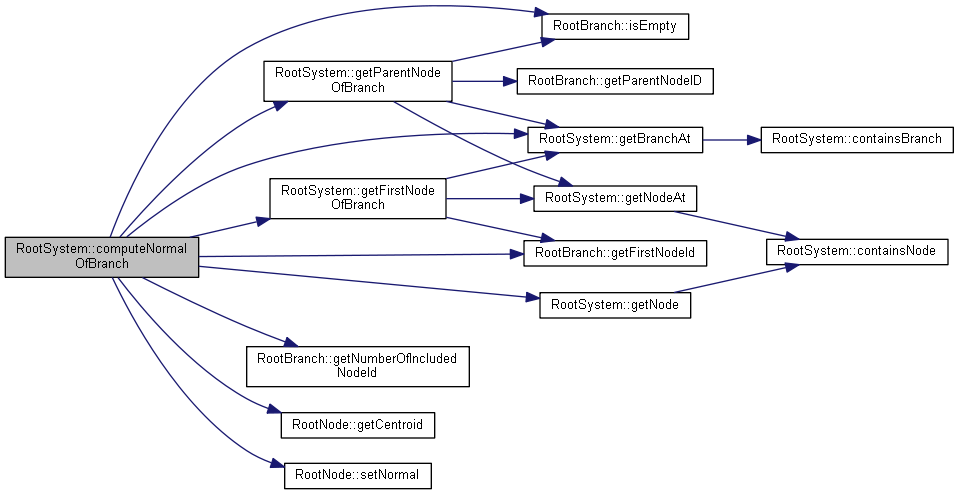 RootBranch::isEmpty
RootSystem::getParentNode
OfBranch
RootBranch::getParentNodeID
RootSystem::getBranchAt
RootSystem::containsBranch
RootSystem::getFirstNode
OfBranch
RootSystem::getNodeAt
RootSystem::computeNormal
OfBranch
RootBranch::getFirstNodeId
RootSystem::containsNode
RootSystem::getNode
RootBranch::getNumberOfIncluded
NodeId
RootNode::getCentroid
RootNode::setNormal